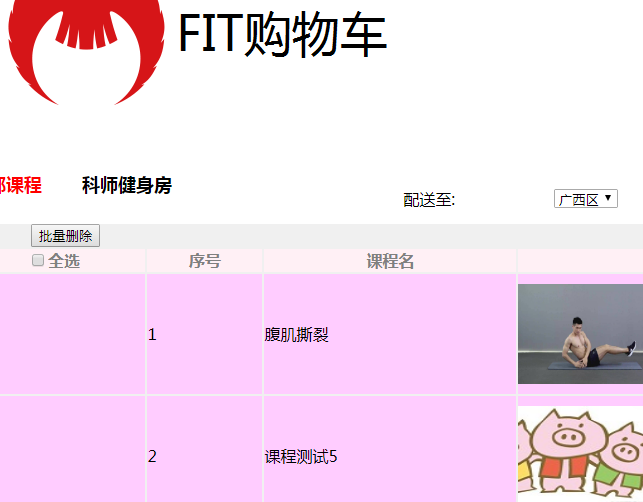 FIT购物车
部课程 科师健身房
配送至: 广西区
批量删除
全选 序号 课程名
1 腹肌撕裂
2 课程测试5